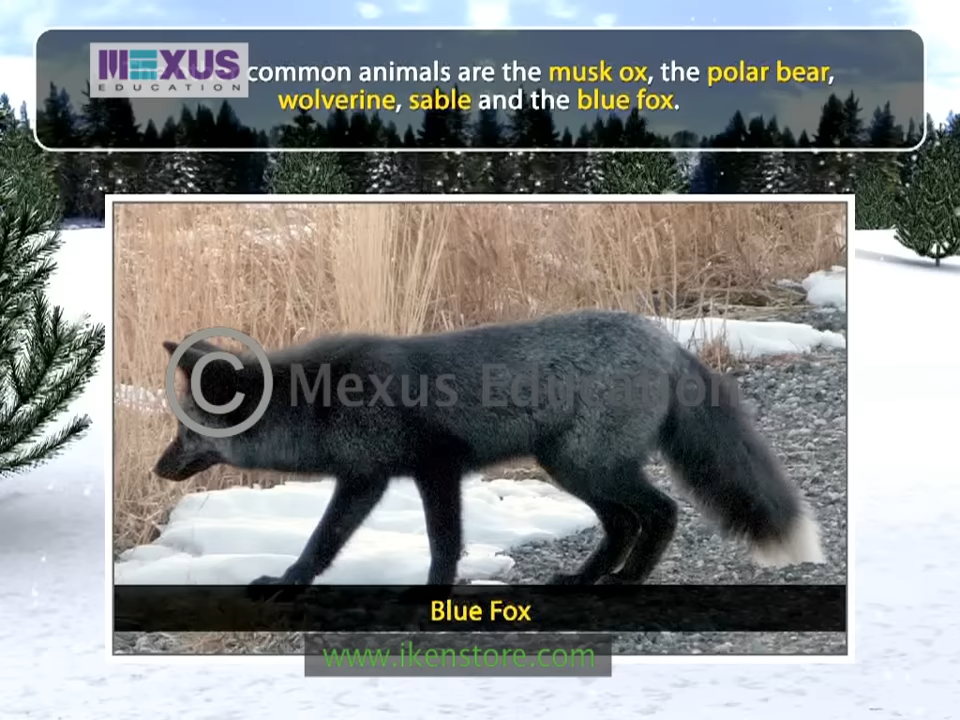 MEXUS
EDUCATION
common animals are the musk ox, the polar bear,
wolverine, sable and the blue fox.
© Mexus Education
Blue Fox
www.ikenstore.com